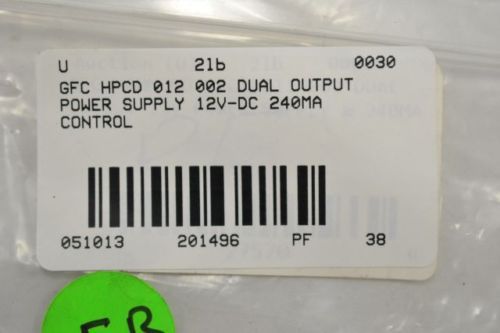 U 21b 0030
GFC HPCD 012 002 DUAL OUTPUT
POWER SUPPLY 12V-DC 240MA
CONTROL
051013 201496 PF 38